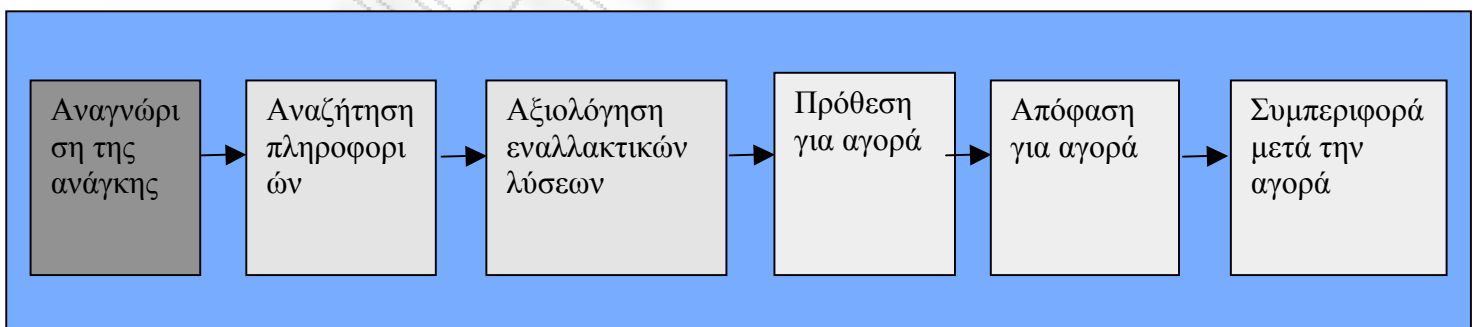 Αναγνώρι
ση της
ανάγκης
Αναζήτηση
πληροφορι
ών
Αξιολόγηση
εναλλακτικών
λύσεων
Πρόθεση
για αγορά
Απόφαση
για αγορά
Συμπεριφορά
μετά την
αγορά